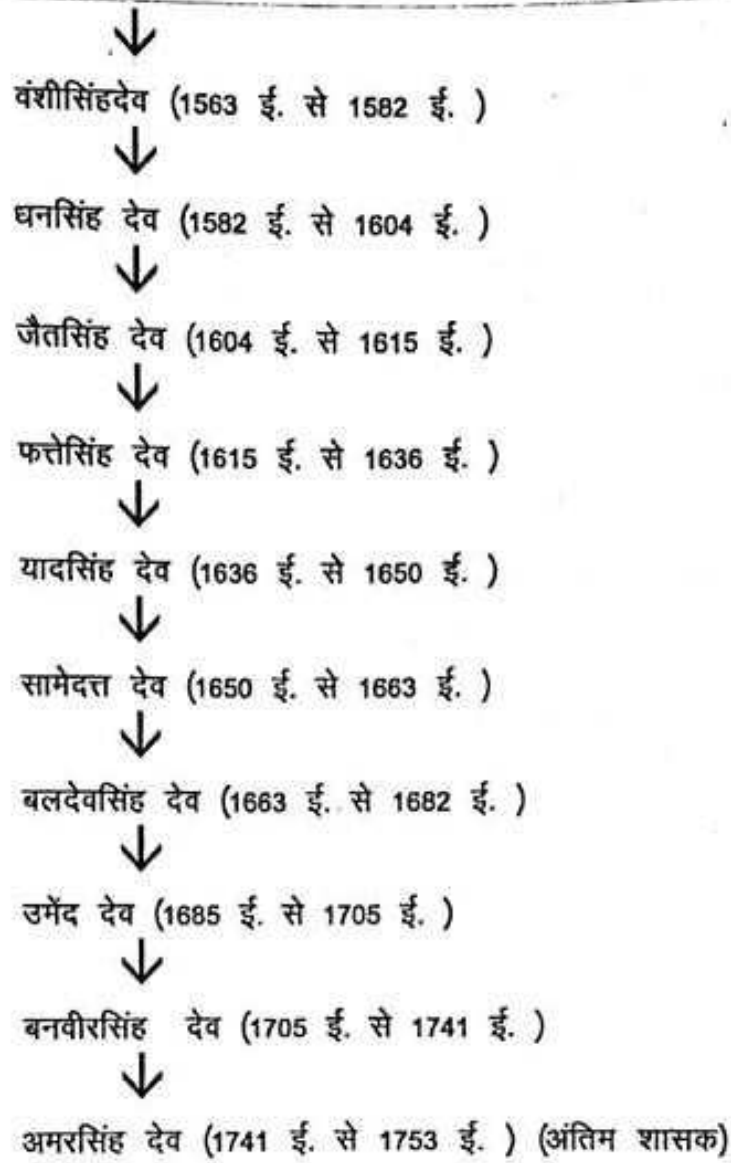 वंशीसिंहदेव (1563 ई. से 1582 ई. )
धनसिंह देव (1582 ई. से 1604 ई. )
जैतसिंह देव (1604 ई. से 1615 ई. )
फत्तेसिंह देव (1615 ई. से 1636 ई. )
यादसिंह देव (1636 ई. से 1650 ई. )
सामेदत्त देव (1650 ई. से 1663 ई. )
बलदेवसिंह देव (1663 ई. से 1682 ई. )
उमेंद देव (1685 ई. से 1705 ई. )
बनवीरसिंह देव (1705 ई. से 1741 ई. )
अमरसिंह देव (1741 ई. से 1753 ई. ) (अंतिम शासक)